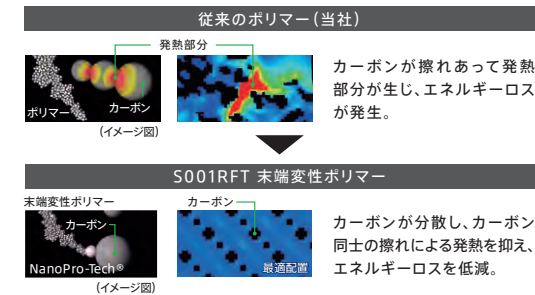 従来のポリマー(当社)
発熱部分
ポリマー
カーボン
(イメージ図)
カーボンが擦れあって発熱
部分が生じ、エネルギーロス
が発生。
S001RFT 末端変性ポリマー
末端変性ポリマー
カーボン
NanoPro-Tech®
(イメージ図)
カーボン
最適配置
カーボンが分散し、カーボン
同士の擦れによる発熱を抑え、
エネルギーロスを低減。